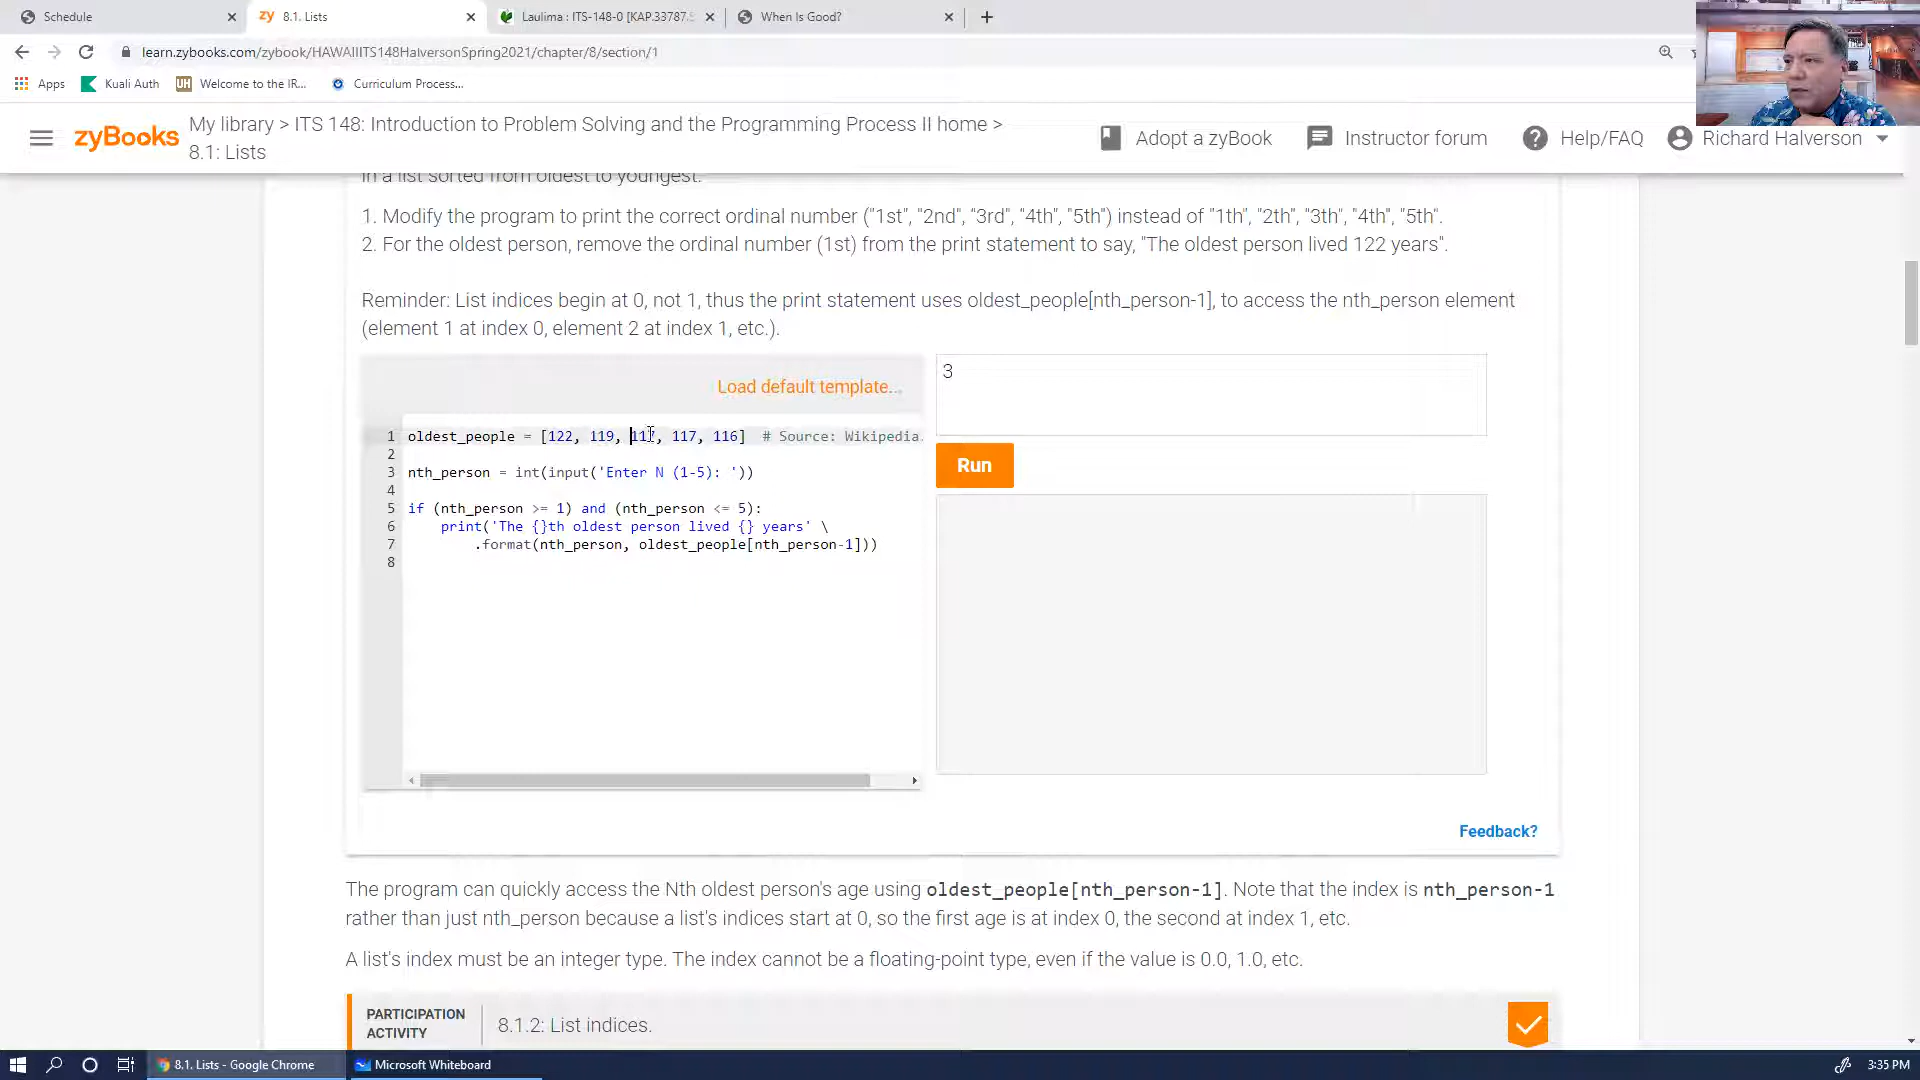 Schedule
8.1. Lists
Laulima : ITS-148-0 [KAP.33787.
When Is Good?
learn.zybooks.com/zybook/HAWAIIITS148HalversonSpring2021/chapter/8/section/1
Apps
Kuali Auth
UH
Welcome to the IR...
Curriculum Process...
zyBooks
My library > ITS 148: Introduction to Problem Solving and the Programming Process II home >
8.1: Lists
Adopt a zyBook
Instructor forum
Help/FAQ
Richard Halverson
in a list sorted from oldest to youngest.
1. Modify the program to print the correct ordinal number ("1st", "2nd", "3rd", "4th", "5th") instead of "1th", "2th", "3th", "4th", "5th".
2. For the oldest person, remove the ordinal number (1st) from the print statement to say, "The oldest person lived 122 years".
Reminder: List indices begin at 0, not 1, thus the print statement uses oldest_people[nth_person-1], to access the nth_person element
(element 1 at index 0, element 2 at index 1, etc.).
Load default template...
3
1 oldest_people = [122, 119, 117, 117, 116]  # Source: Wikipedia.
2
3 nth_person = int(input('Enter N (1-5): '))
4
5 if (nth_person >= 1) and (nth_person <= 5):
6     print('The {}th oldest person lived {} years' \
7         .format(nth_person, oldest_people[nth_person-1]))
8
Run
Feedback?
The program can quickly access the Nth oldest person's age using oldest_people[nth_person-1]. Note that the index is nth_person-1
rather than just nth_person because a list's indices start at 0, so the first age is at index 0, the second at index 1, etc.
A list's index must be an integer type. The index cannot be a floating-point type, even if the value is 0.0, 1.0, etc.
PARTICIPATION
ACTIVITY
8.1.2: List indices.
8.1. Lists - Google Chrome
Microsoft Whiteboard
3:35 PM